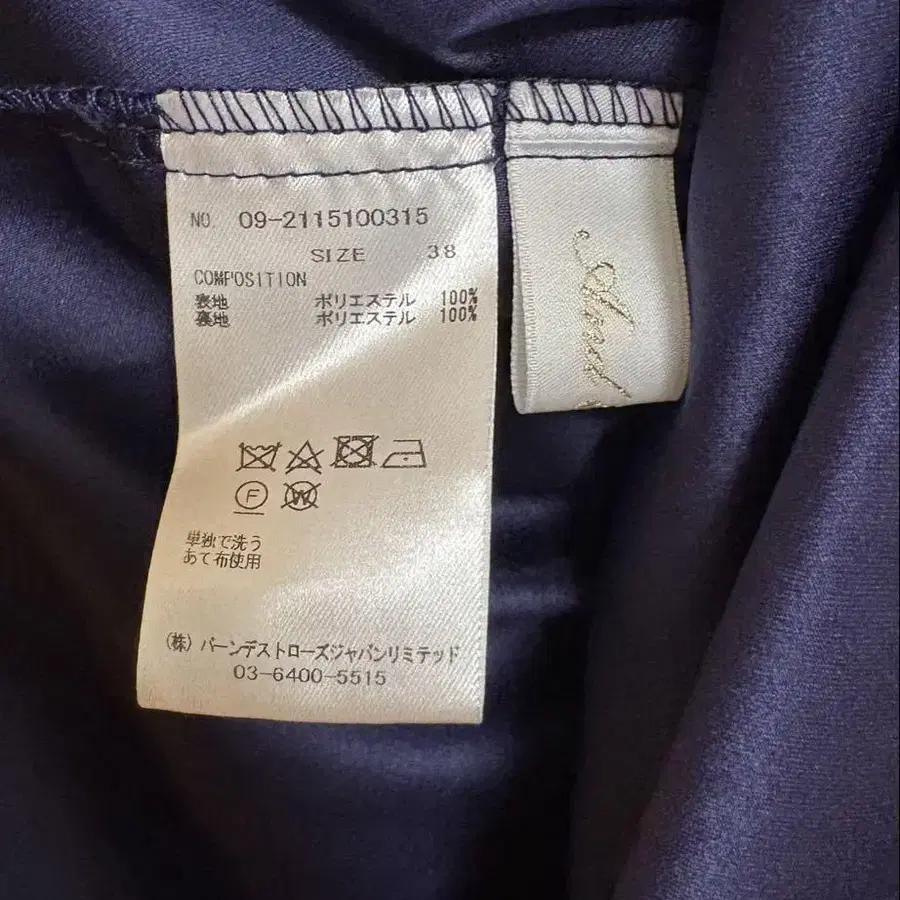 NO. 09-2115100315
SIZE 38
COMPOSITION
表地 ポリエステル 100%
裏地 ポリエステル 100%
F
W
単独で洗う
あて布使用
(株) バーンデストローズジャパンリミテッド
03-6400-5515